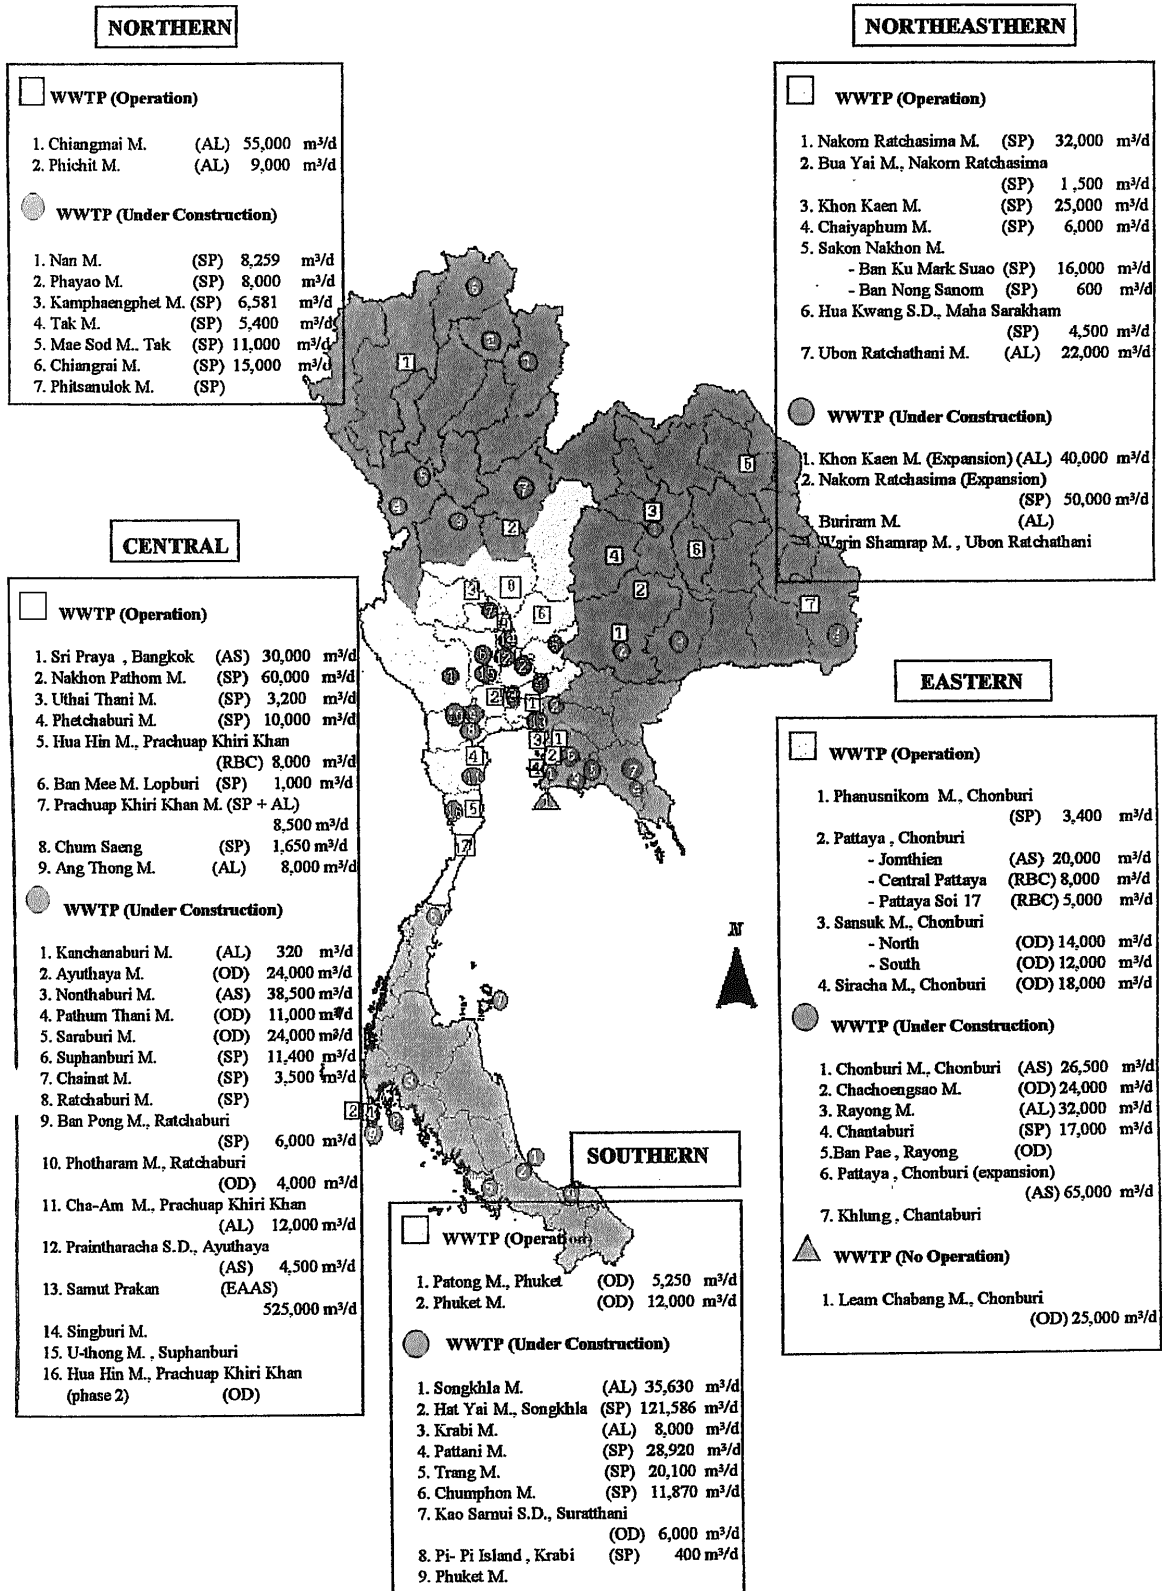 NORTHERN
WWTP (Operation)
1. Chiangmai M. (AL) 55,000 m³/d
2. Phichit M. (AL) 9,000 m³/d
WWTP (Under Construction)
1. Nan M. (SP) 8,259 m³/d
2. Phayao M. (SP) 8,000 m³/d
3. Kamphaengphet M. (SP) 6,581 m³/d
4. Tak M. (SP) 5,400 m³/d
5. Mae Sod M., Tak (SP) 11,000 m³/d
6. Chiangrai M. (SP) 15,000 m³/d
7. Phitsanulok M. (SP)
NORTHEASTHERN
WWTP (Operation)
1. Nakorn Ratchasima M. (SP) 32,000 m³/d
2. Bua Yai M., Nakorn Ratchasima
(SP) 1,500 m³/d
3. Khon Kaen M. (SP) 25,000 m³/d
4. Chaiyaphum M. (SP) 6,000 m³/d
5. Sakon Nakhon M.
- Ban Ku Mark Suao (SP) 16,000 m³/d
- Ban Nong Sanom (SP) 600 m³/d
6. Hua Kwang S.D., Maha Sarakham
(SP) 4,500 m³/d
7. Ubon Ratchathani M. (AL) 22,000 m³/d
WWTP (Under Construction)
1. Khon Kaen M. (Expansion) (AL) 40,000 m³/d
2. Nakorn Ratchasima (Expansion)
(SP) 50,000 m³/d
Buriram M. (AL)
Warin Shamrap M., Ubon Ratchathani
CENTRAL
WWTP (Operation)
1. Sri Praya , Bangkok (AS) 30,000 m³/d
2. Nakhon Pathom M. (SP) 60,000 m³/d
3. Uthai Thani M. (SP) 3,200 m³/d
4. Phetchaburi M. (SP) 10,000 m³/d
5. Hua Hin M., Prachuap Khiri Khan
(RBC) 8,000 m³/d
6. Ban Mee M. Lopburi (SP) 1,000 m³/d
7. Prachuap Khiri Khan M. (SP + AL)
8,500 m³/d
8. Chum Saeng (SP) 1,650 m³/d
9. Ang Thong M. (AL) 8,000 m³/d
WWTP (Under Construction)
1. Kanchanaburi M. (AL) 320 m³/d
2. Ayuthaya M. (OD) 24,000 m³/d
3. Nonthaburi M. (AS) 38,500 m³/d
4. Pathum Thani M. (OD) 11,000 m³/d
5. Saraburi M. (OD) 24,000 m³/d
6. Suphanburi M. (SP) 11,400 m³/d
7. Chainat M. (SP) 3,500 m³/d
8. Ratchaburi M. (SP)
9. Ban Pong M., Ratchaburi
(SP) 6,000 m³/d
10. Photharam M., Ratchaburi
(OD) 4,000 m³/d
11. Cha-Am M., Prachuap Khiri Khan
(AL) 12,000 m³/d
12. Praintharacha S.D., Ayuthaya
(AS) 4,500 m³/d
13. Samut Prakan (EAAS)
525,000 m³/d
14. Singburi M.
15. U-thong M. , Suphanburi
16. Hua Hin M., Prachuap Khiri Khan
(phase 2) (OD)
EASTERN
WWTP (Operation)
1. Phanusnikom M., Chonburi
(SP) 3,400 m³/d
2. Pattaya , Chonburi
- Jomthien (AS) 20,000 m³/d
- Central Pattaya (RBC) 8,000 m³/d
- Pattaya Soi 17 (RBC) 5,000 m³/d
3. Sansuk M., Chonburi
- North (OD) 14,000 m³/d
- South (OD) 12,000 m³/d
4. Siracha M., Chonburi (OD) 18,000 m³/d
WWTP (Under Construction)
1. Chonburi M., Chonburi (AS) 26,500 m³/d
2. Chachoengsao M. (OD) 24,000 m³/d
3. Rayong M. (AL) 32,000 m³/d
4. Chantaburi (SP) 17,000 m³/d
5.Ban Pae , Rayong (OD)
6. Pattaya , Chonburi (expansion)
(AS) 65,000 m³/d
7. Khlung , Chantaburi
WWTP (No Operation)
1. Leam Chabang M., Chonburi
(OD) 25,000 m³/d
N
SOUTHERN
WWTP (Operation)
1. Patong M., Phuket (OD) 5,250 m³/d
2. Phuket M. (OD) 12,000 m³/d
WWTP (Under Construction)
1. Songkhla M. (AL) 35,630 m³/d
2. Hat Yai M., Songkhla (SP) 121,586 m³/d
3. Krabi M. (AL) 8,000 m³/d
4. Pattani M. (SP) 28,920 m³/d
5. Trang M. (SP) 20,100 m³/d
6. Chumphon M. (SP) 11,870 m³/d
7. Kao Samui S.D., Suratthani
(OD) 6,000 m³/d
8. Pi- Pi Island , Krabi (SP) 400 m³/d
9. Phuket M.